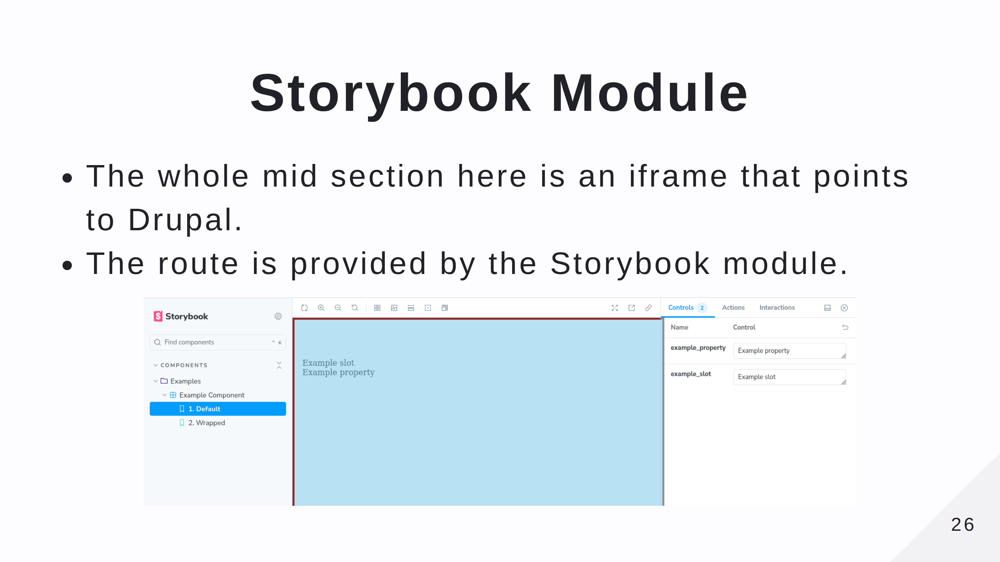 Storybook Module
• The whole mid section here is an iframe that points
to Drupal.
• The route is provided by the Storybook module.
Storybook
Find components
^ K
COMPONENTS
Examples
Example Component
1. Default
2. Wrapped
Example slot
Example property
Controls 2 Actions Interactions
Name Control
example_property Example property
example_slot Example slot
26